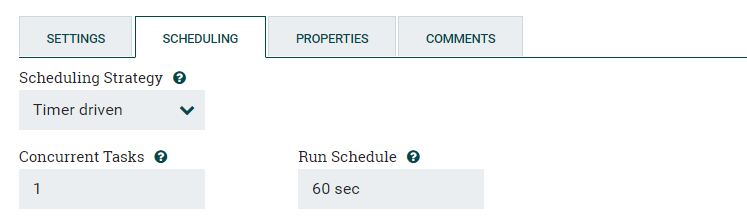 SETTINGS SCHEDULING PROPERTIES COMMENTS
Scheduling Strategy ?
Timer driven
Concurrent Tasks ? Run Schedule ?
1 60 sec